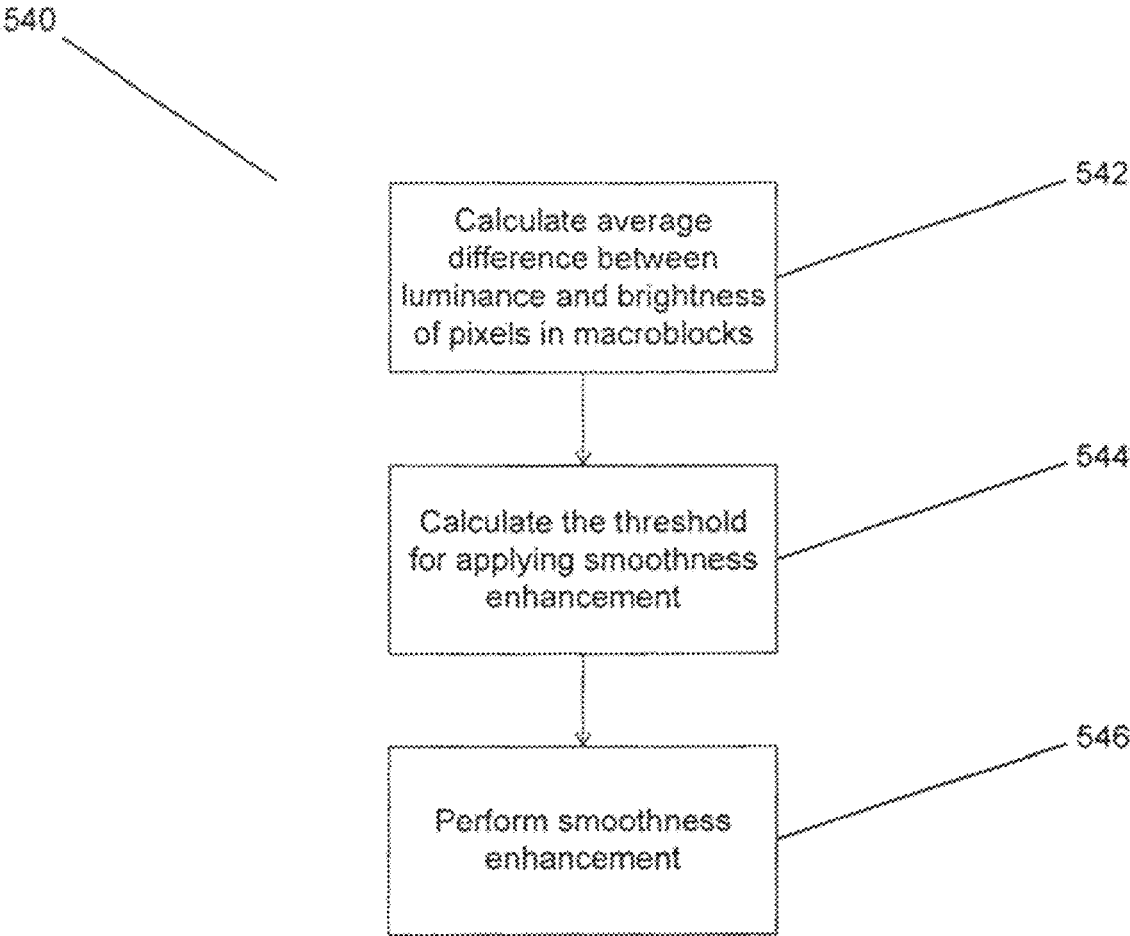 540
542
Calculate average
difference between
luminance and brightness
of pixels in macroblocks
544
Calculate the threshold
for applying smoothness
enhancement
546
Perform smoothness
enhancement